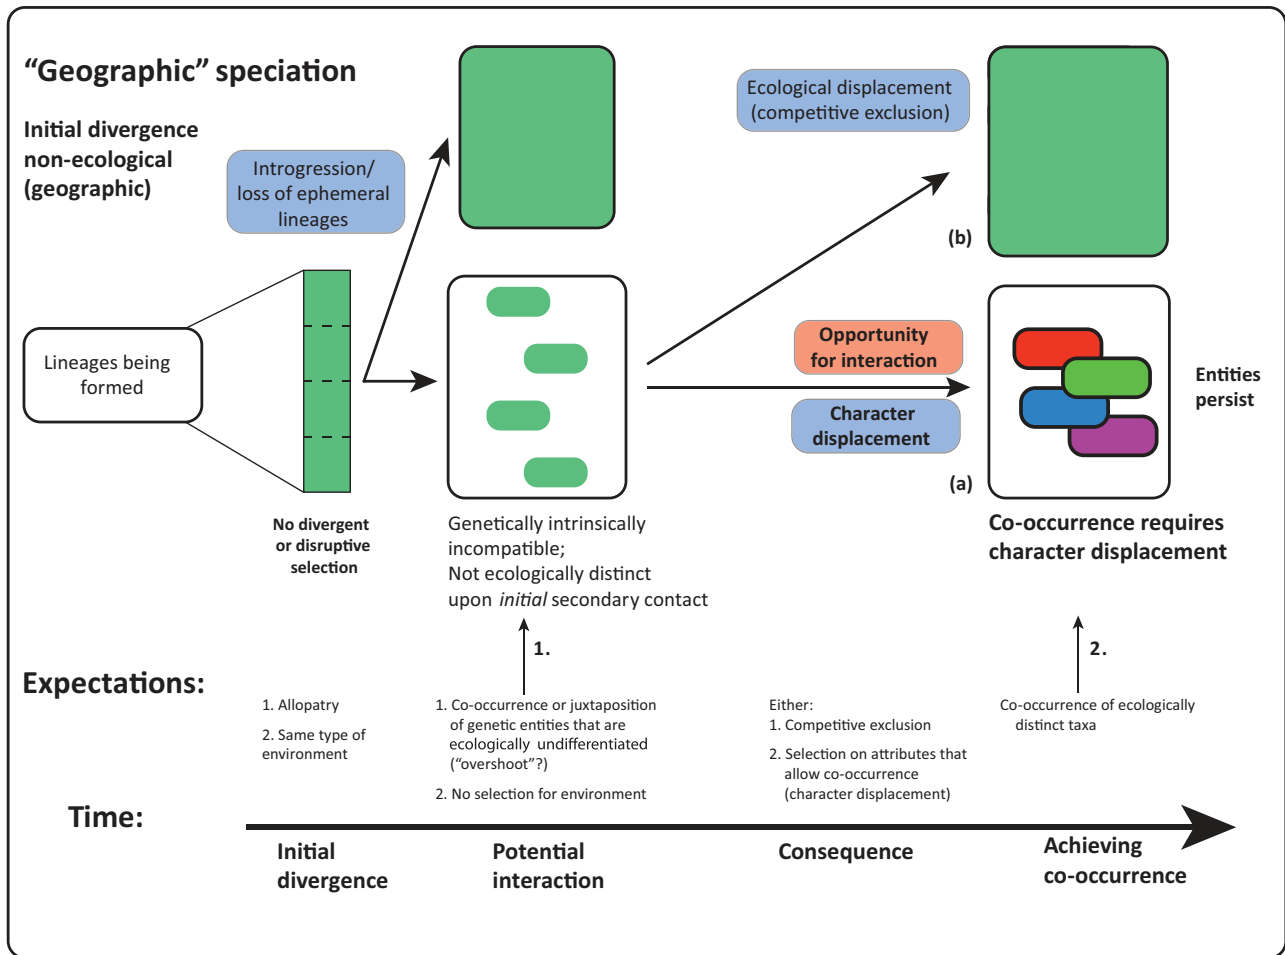 “Geographic” speciation
Initial divergence
non-ecological
(geographic)
Introgression/
loss of ephemeral
lineages
Ecological displacement
(competitive exclusion)
(b)
Lineages being
formed
Opportunity
for interaction
Character
displacement
Entities
persist
(a)
No divergent
or disruptive
selection
Genetically intrinsically
incompatible;
Not ecologically distinct
upon initial secondary contact
Co-occurrence requires
character displacement
1.
2.
Expectations:
1. Allopatry
2. Same type of
environment
1. Co-occurrence or juxtaposition
of genetic entities that are
ecologically undifferentiated
(“overshoot”?)
2. No selection for environment
Either:
1. Competitive exclusion
2. Selection on attributes that
allow co-occurrence
(character displacement)
Co-occurrence of ecologically
distinct taxa
Time:
Initial
divergence
Potential
interaction
Consequence
Achieving
co-occurrence